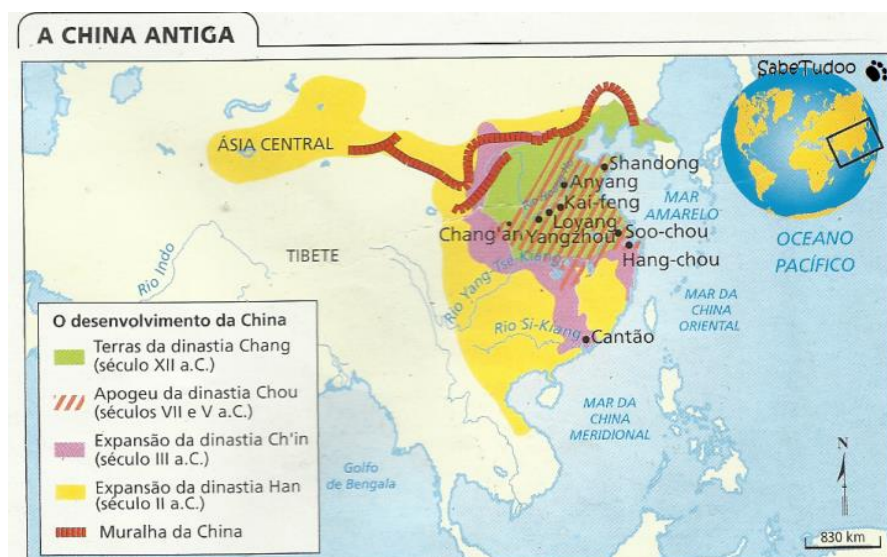 A CHINA ANTIGA
SabeTudoo
ÁSIA CENTRAL
Shandong
Anyang
Kai-feng
MAR
AMARELO
Loyang
Soo-chou
Chang'an
Yangzhou
Hang-chou
OCEANO
PACÍFICO
TIBETE
Rio Indo
Rio Yang-Tse-Kiang
MAR DA
CHINA
ORIENTAL
Rio Si-Kiang
Cantão
MAR
DA
CHINA
MERIDIONAL
Golfo
de Bengala
O desenvolvimento da China
Terras da dinastia Chang
(século XII a.C.)
Apogeu da dinastia Chou
(séculos VII e V a.C.)
Expansão da dinastia Ch'in
(século III a.C.)
Expansão da dinastia Han
(século II a.C.)
Muralha da China
N
830 km